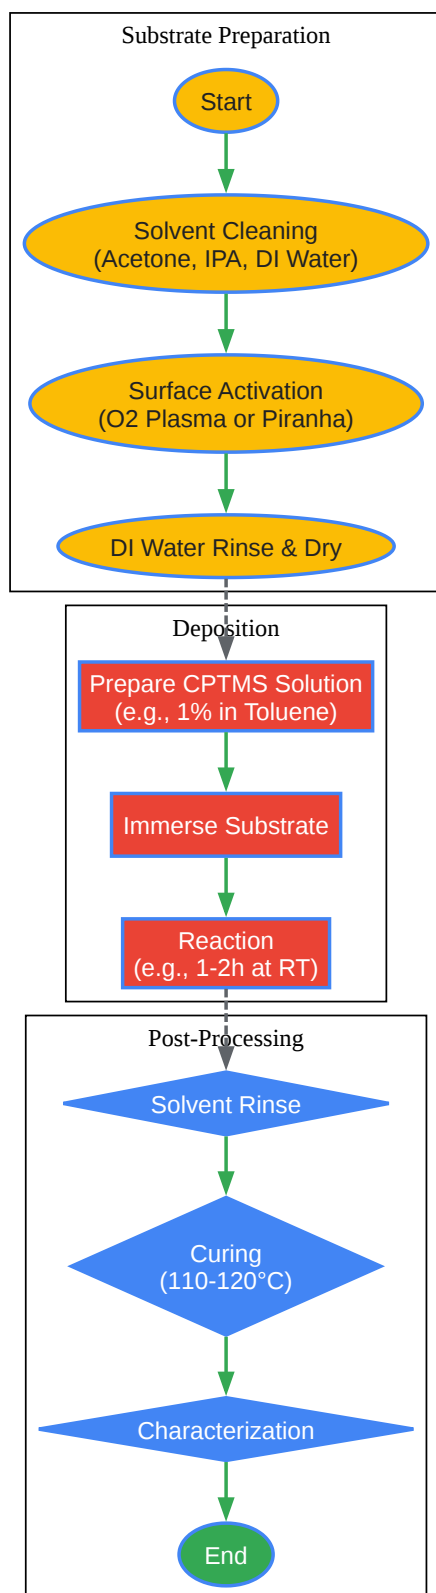 Substrate Preparation
Start
Solvent Cleaning
(Acetone, IPA, DI Water)
Surface Activation
(O2 Plasma or Piranha)
DI Water Rinse & Dry
Deposition
Prepare CPTMS Solution
(e.g., 1% in Toluene)
Immerse Substrate
Reaction
(e.g., 1-2h at RT)
Post-Processing
Solvent Rinse
Curing
(110-120°C)
Characterization
End